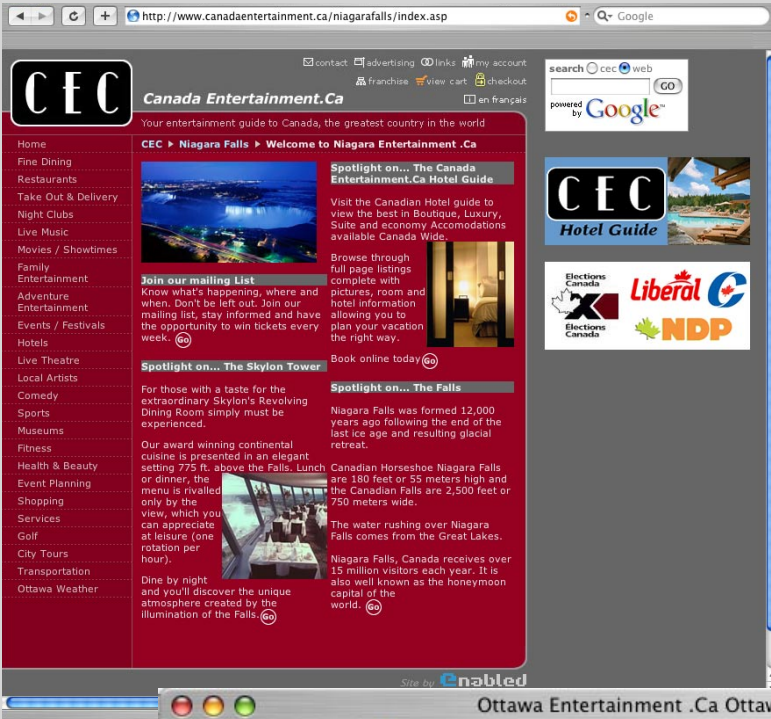 http://www.canadaentertainment.ca/niagarafalls/index.asp
Google
contact advertising links my account
franchise view cart checkout
en français
CEC
Canada Entertainment.Ca
Your entertainment guide to Canada, the greatest country in the world
search cec web
GO
powered by Google™
Home
Fine Dining
Restaurants
Take Out & Delivery
Night Clubs
Live Music
Movies / Showtimes
Family
Entertainment
Adventure
Entertainment
Events / Festivals
Hotels
Live Theatre
Local Artists
Comedy
Sports
Museums
Fitness
Health & Beauty
Event Planning
Shopping
Services
Golf
City Tours
Transportation
Ottawa Weather
CEC Niagara Falls Welcome to Niagara Entertainment .Ca
Join our mailing List
Know what's happening, where and
when. Don't be left out. Join our
mailing list, stay informed and have
the opportunity to win tickets every
week. Go
Spotlight on... The Skylon Tower
For those with a taste for the
extraordinary Skylon's Revolving
Dining Room simply must be
experienced.
Our award winning continental
cuisine is presented in an elegant
setting 775 ft. above the Falls. Lunch
or dinner, the
menu is rivalled
only by the
view, which you
can appreciate
at leisure (one
rotation per
hour).
Dine by night
and you'll discover the unique
atmosphere created by the
illumination of the Falls. Go
Spotlight on... The Canada
Entertainment.Ca Hotel Guide
Visit the Canadian Hotel guide to
view the best in Boutique, Luxury,
Suite and economy Accomodations
available Canada Wide.
Browse through
full page listings
complete with
pictures, room and
hotel information
allowing you to
plan your vacation
the right way.
Book online today Go
Spotlight on... The Falls
Niagara Falls was formed 12,000
years ago following the end of the
last ice age and resulting glacial
retreat.
Canadian Horseshoe Niagara Falls
are 180 feet or 55 meters high and
the Canadian Falls are 2,500 feet or
750 meters wide.
The water rushing over Niagara
Falls comes from the Great Lakes.
Niagara Falls, Canada receives over
15 million visitors each year. It is
also well known as the honeymoon
capital of the
world. Go
CEC
Hotel Guide
Elections
Canada
Élections
Canada
Liberal
NDP
Site by enabled
Ottawa Entertainment .Ca Ottaw